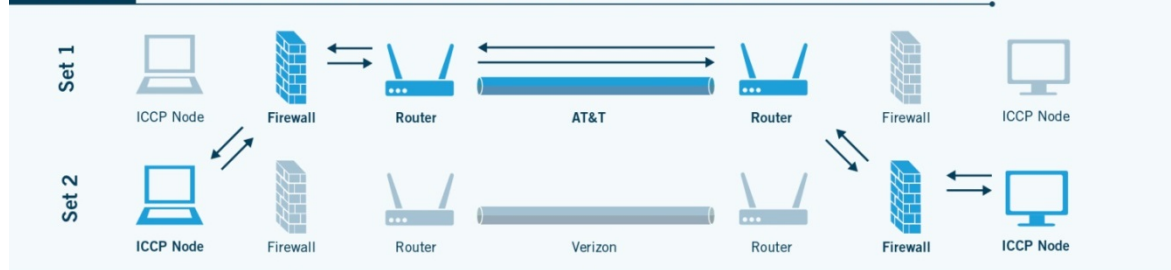 Set 1
ICCP Node
Firewall
Router
AT&T
Router
Firewall
ICCP Node
Set 2
ICCP Node
Firewall
Router
Verizon
Router
Firewall
ICCP Node